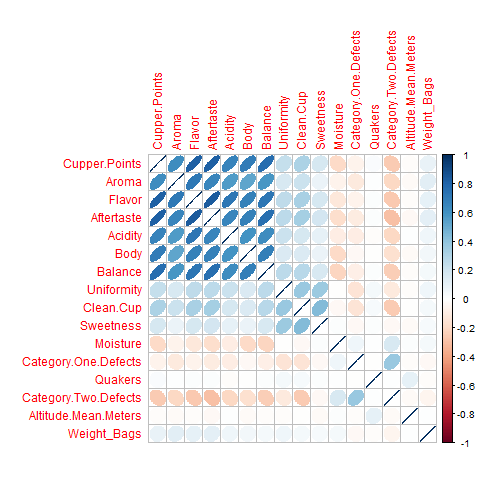 Cupper.Points
Aroma
Flavor
Aftertaste
Acidity
Body
Balance
Uniformity
Clean.Cup
Sweetness
Moisture
Category.One.Defects
Quakers
Category.Two.Defects
Altitude.Mean.Meters
Weight_Bags
Cupper.Points
Aroma
Flavor
Aftertaste
Acidity
Body
Balance
Uniformity
Clean.Cup
Sweetness
Moisture
Category.One.Defects
Quakers
Category.Two.Defects
Altitude.Mean.Meters
Weight_Bags
1
0.8
0.6
0.4
0.2
0
-0.2
-0.4
-0.6
-0.8
-1